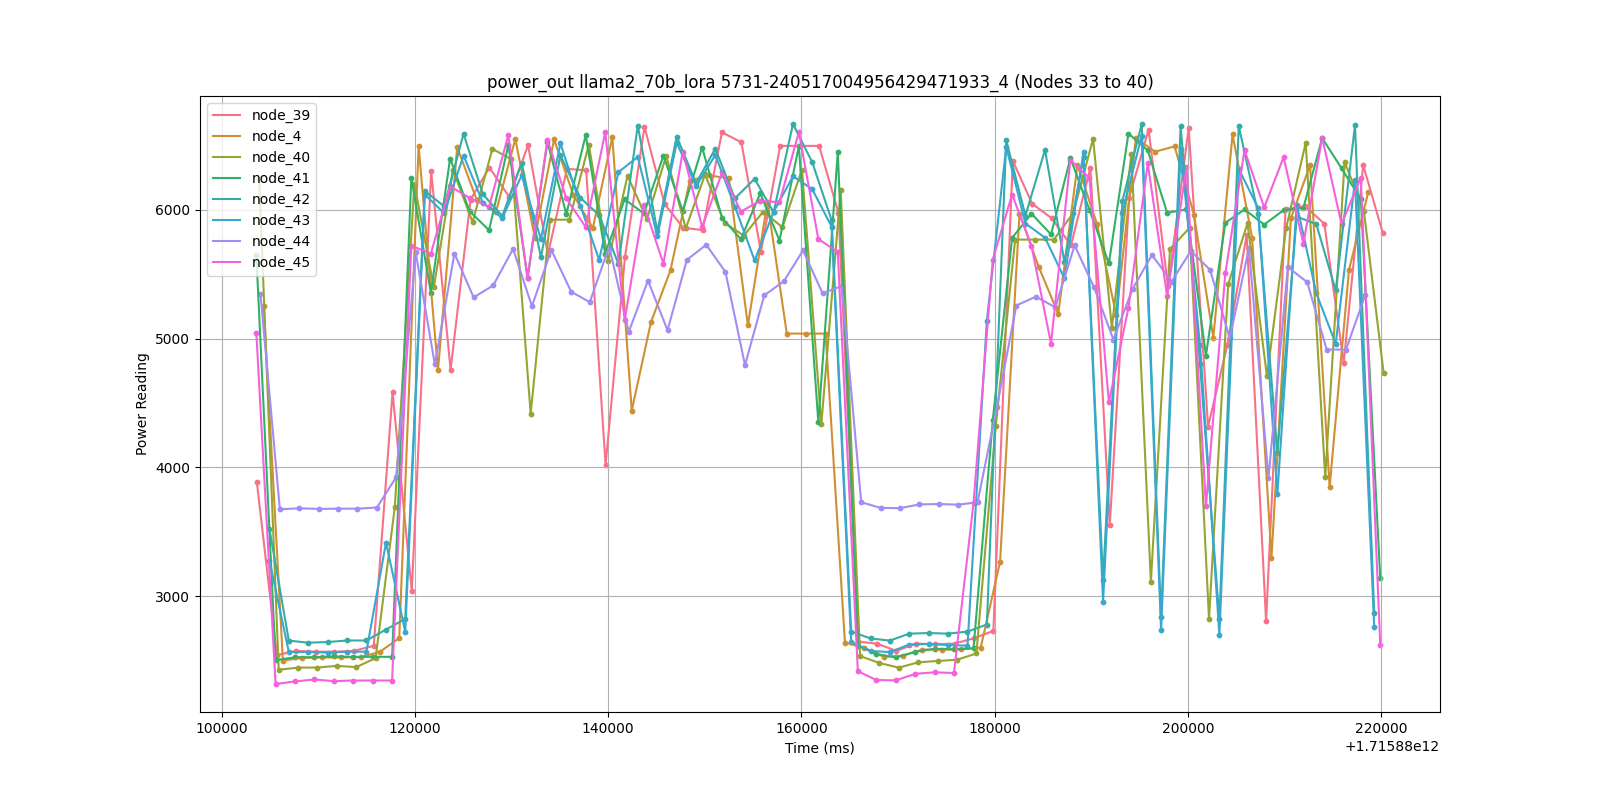 power_out llama2_70b_lora 5731-240517004956429471933_4 (Nodes 33 to 40)
node_39
node_4
node_40
node_41
node_42
node_43
node_44
node_45
6000
5000
4000
3000
Power Reading
100000 120000 140000 160000 180000 200000 220000
Time (ms)
+1.71588e12